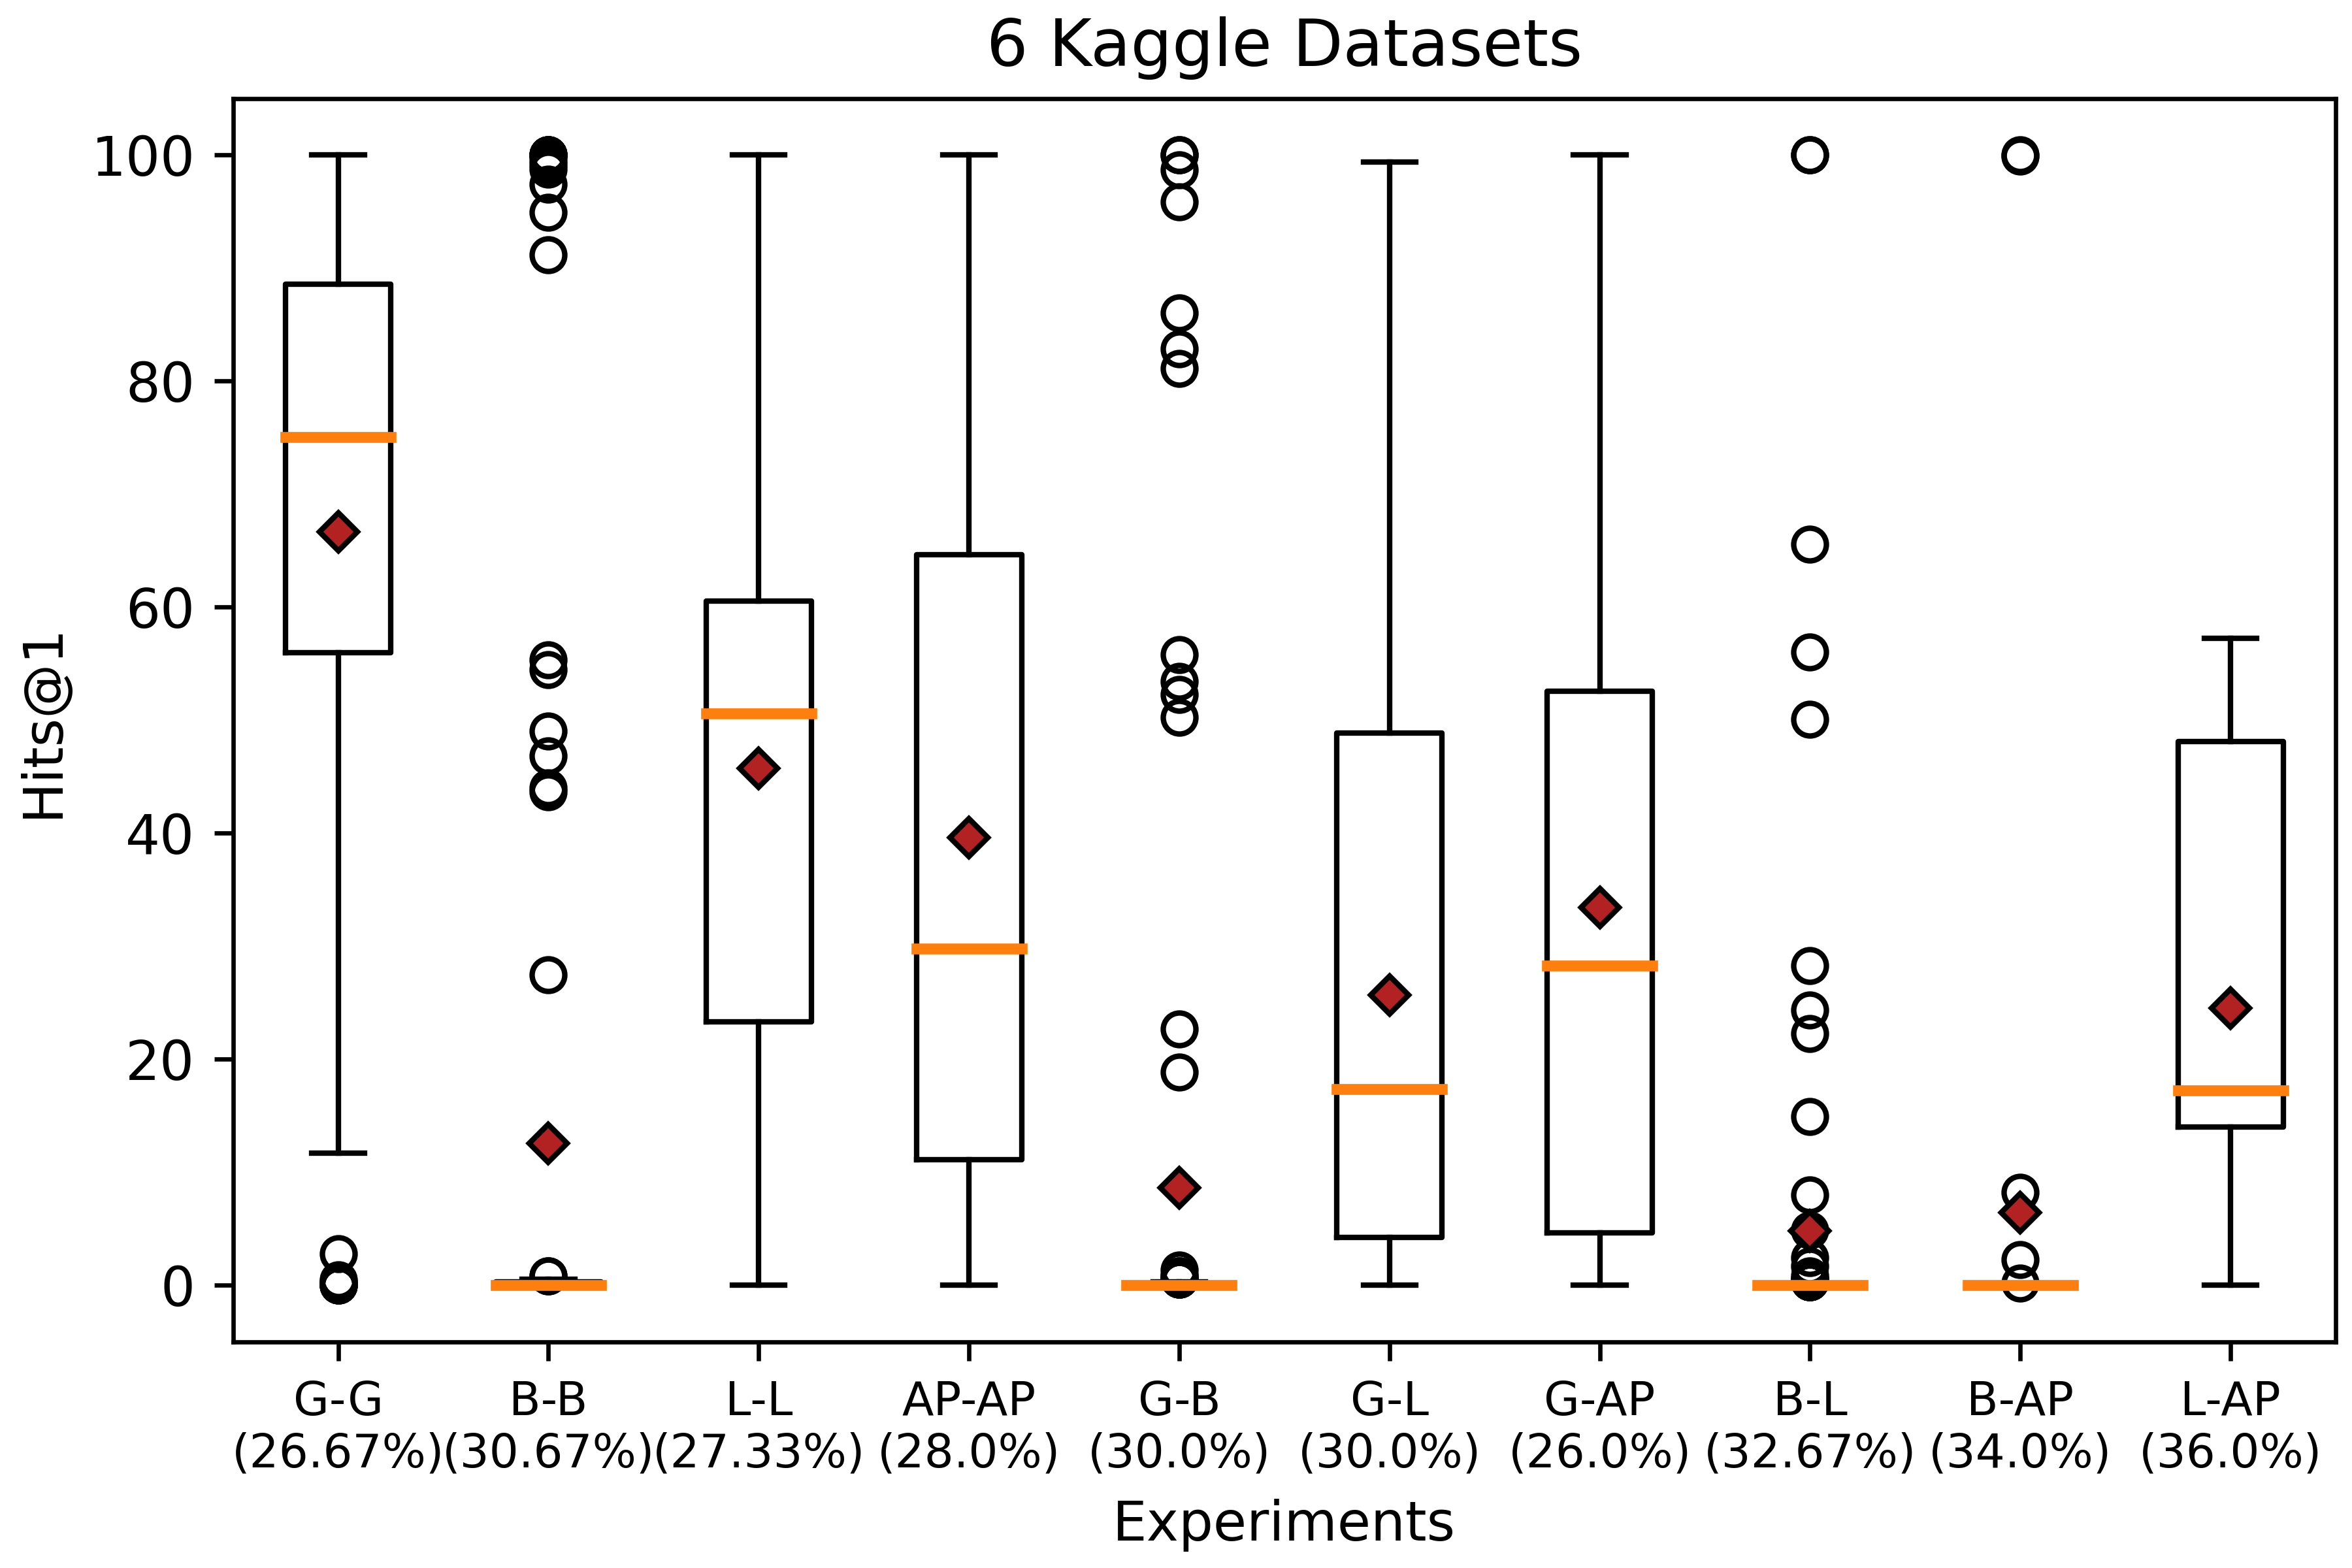 6 Kaggle Datasets
Hits@1
100
80
60
40
20
0
G-G B-B L-L AP-AP G-B G-L G-AP B-L B-AP L-AP
(26.67%) (30.67%) (27.33%) (28.0%) (30.0%) (30.0%) (26.0%) (32.67%) (34.0%) (36.0%)
Experiments